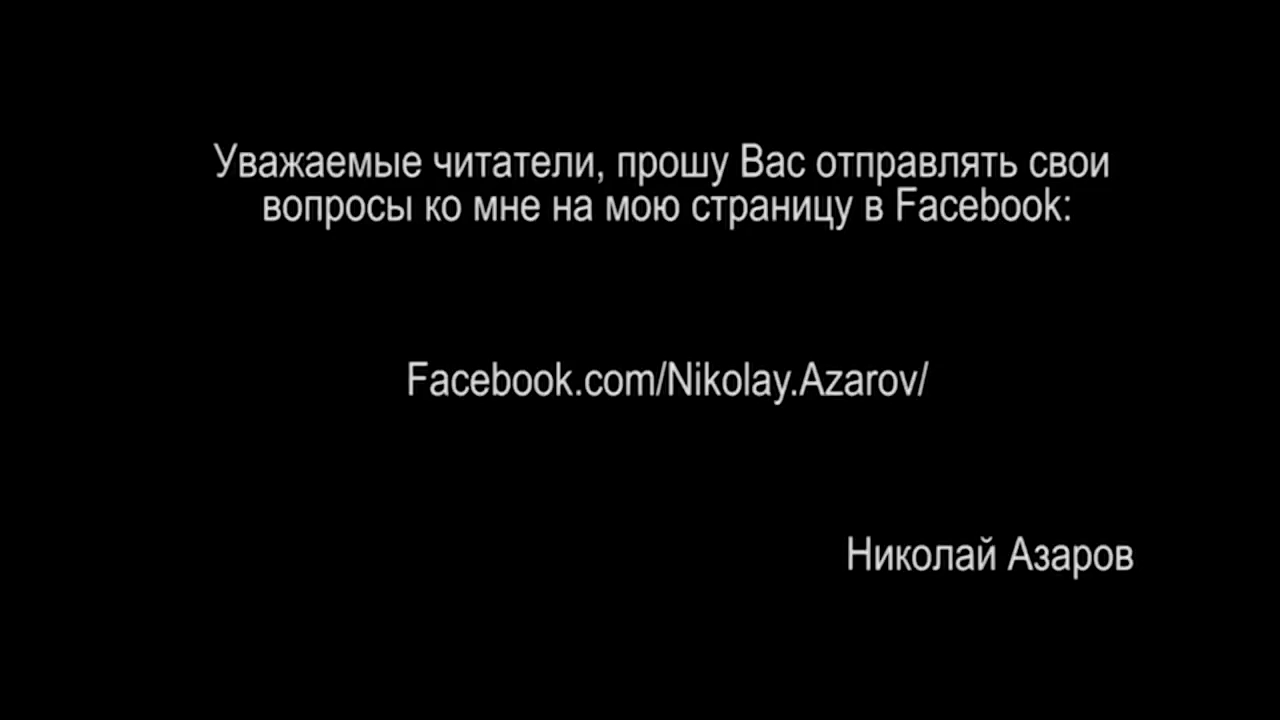 Уважаемые читатели, прошу Вас отправлять свои
вопросы ко мне на мою страницу в Facebook:
Facebook.com/Nikolay.Azarov/
Николай Азаров